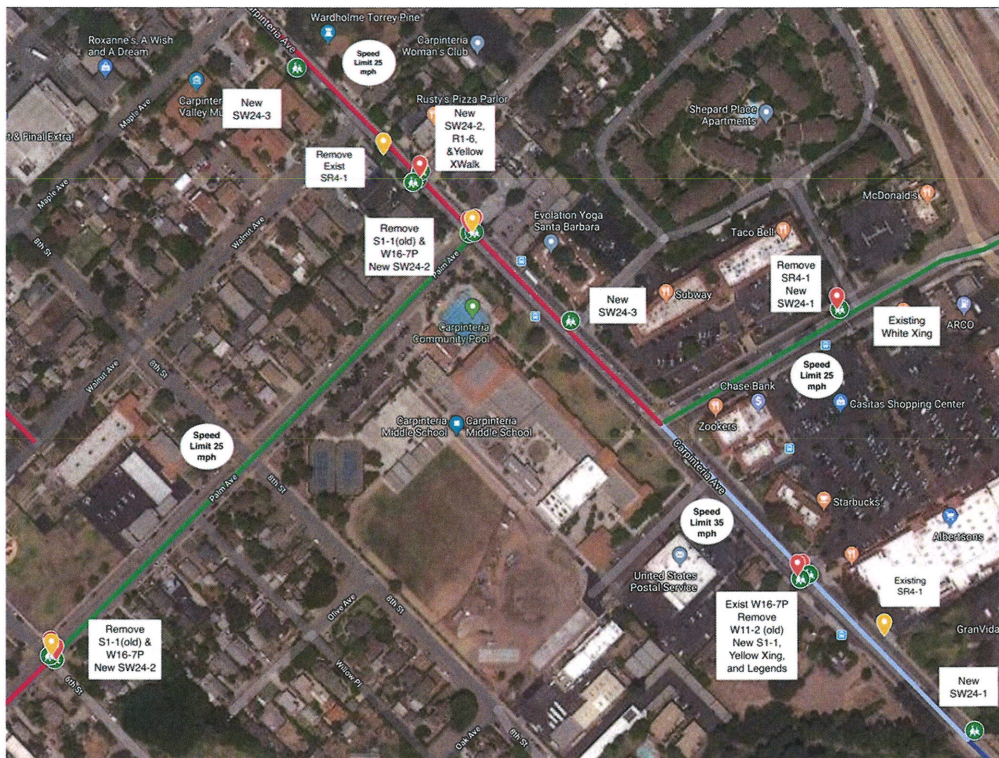 Carpinteria Ave
Wardholme Torrey Pine
Roxanne's, A Wish
and A Dream
Speed
Limit 25
mph
Carpinteria
Woman's Club
Maple Ave
Carpinteria
Valley Mu
New
SW24-3
Rusty's Pizza Parlor
New
SW24-2,
R1-6,
&Yellow
XWalk
Shepard Place
Apartments
t & Final Extra!
Remove
Exist
SR4-1
Maple Ave
McDonald's
Walnut Ave
8th St
Remove
S1-1(old) &
W16-7P
New SW24-2
Evolation Yoga
Santa Barbara
Taco Bell
Palm Ave
Remove
SR4-1
New
SW24-1
Subway
New
SW24-3
Carpinteria
Community Pool
Existing
White Xing
ARCO
Speed
Limit 25
mph
Walnut Ave
8th St
Chase Bank
Casitas Shopping Center
Zookers
Carpinteria
Middle School
Carpinteria
Middle School
Speed
Limit 25
mph
Carpinteria Ave
Palm Ave
8th St
Starbucks
Speed
Limit 35
mph
Albertsons
United States
Postal Service
Existing
SR4-1
Olive Ave
8th St
Exist W16-7P
Remove
W11-2 (old)
New S1-1,
Yellow Xing,
and Legends
GranVida
Remove
S1-1(old) &
W16-7P
New SW24-2
6th St
Willow Pl
New
SW24-1
Oak Ave
8th St